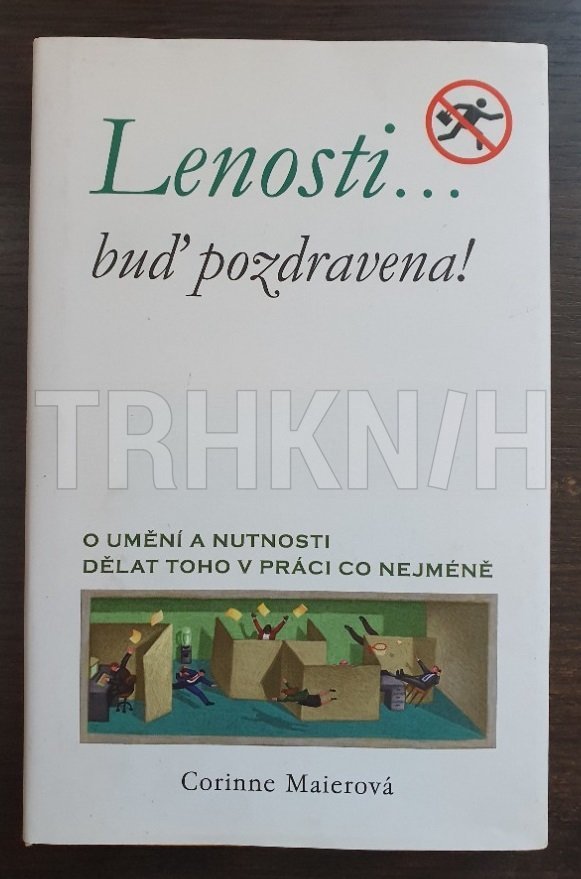 Lenosti...
buď pozdravena!
TRHKNIH
O UMĚNÍ A NUTNOSTI
DĚLAT TOHO V PRÁCI CO NEJMÉNĚ
Corinne Maierová